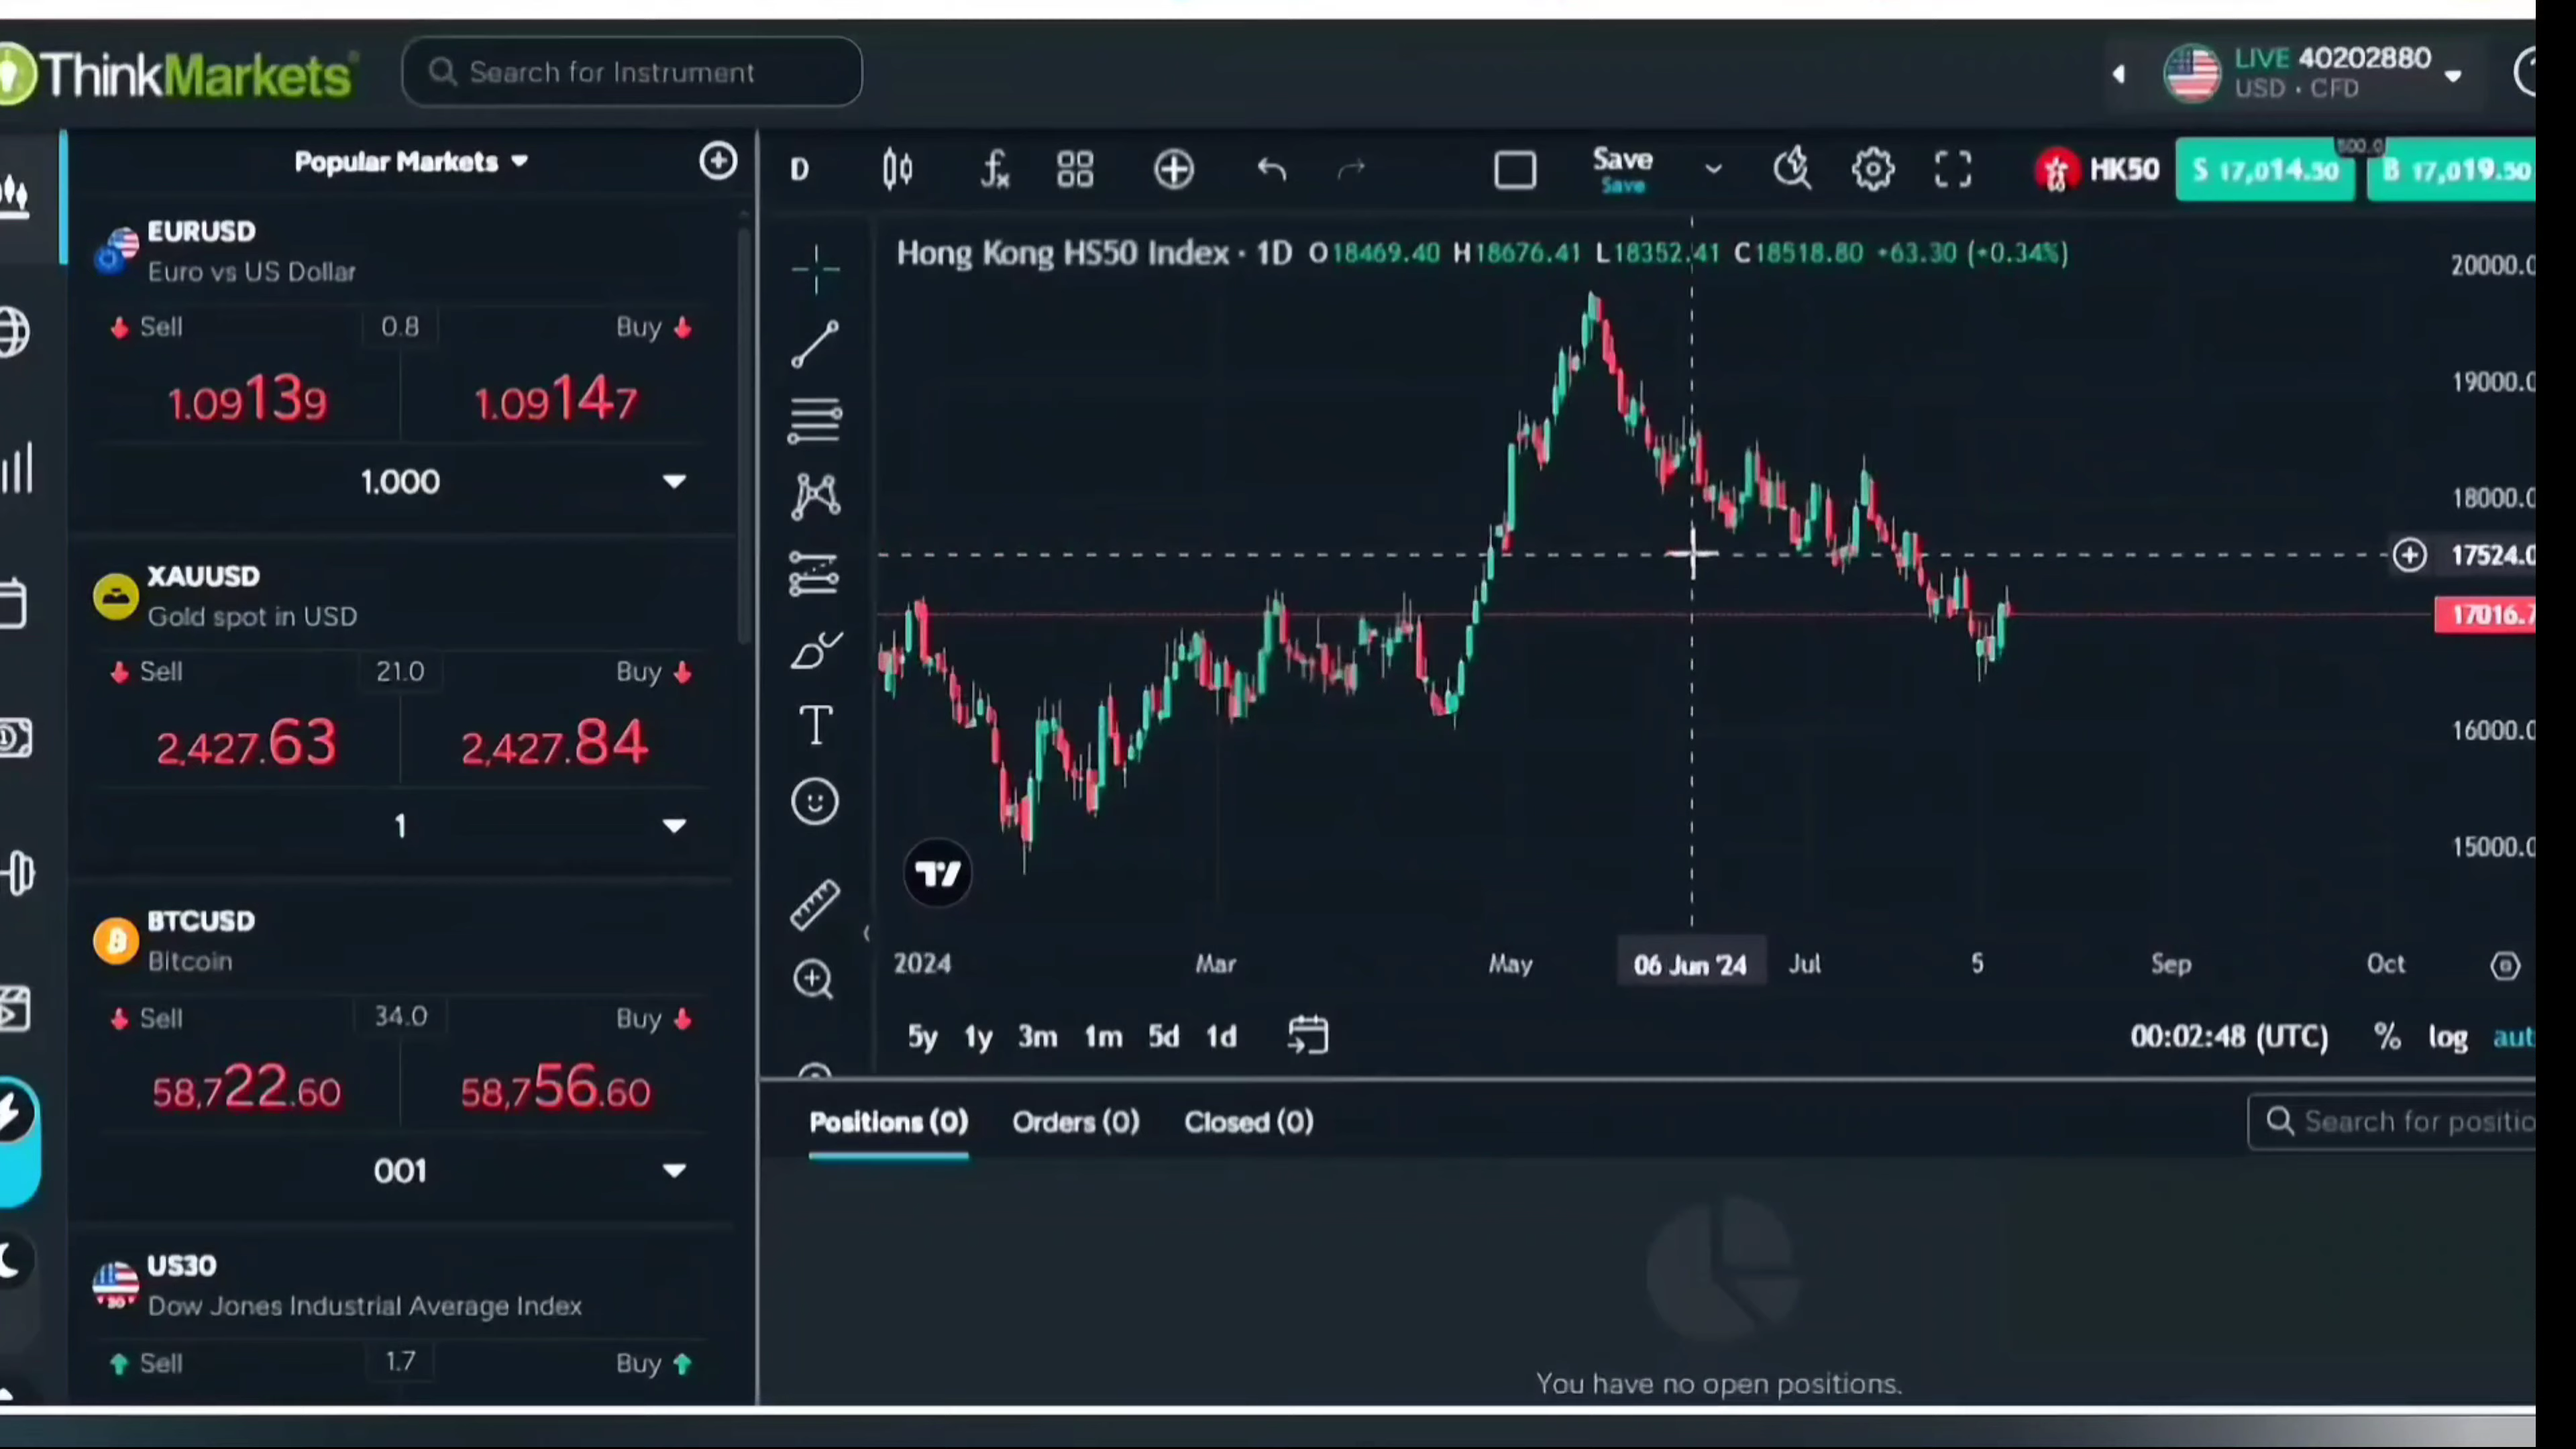 ThinkMarkets
Search for Instrument
LIVE 40202880
USD · CFD
Popular Markets
D
Save
Save
HK50
S 17,014.50
500.0
B 17,019.50
EURUSD
Euro vs US Dollar
Sell 0.8 Buy
1.09139 1.09147
1.000
XAUUSD
Gold spot in USD
Sell 21.0 Buy
2,427.63 2,427.84
1
BTCUSD
Bitcoin
Sell 34.0 Buy
58,722.60 58,756.60
001
US30
Dow Jones Industrial Average Index
Sell 1.7 Buy
Hong Kong HS50 Index · 1D O18469.40 H18676.41 L18352.41 C18518.80 +63.30 (+0.34%)
20000.0
19000.0
18000.0
17524.0
17016.7
16000.0
15000.0
2024 Mar May 06 Jun '24 Jul 5 Sep Oct
5y 1y 3m 1m 5d 1d
00:02:48 (UTC) % log aut
Positions (0) Orders (0) Closed (0)
Search for positio
You have no open positions.